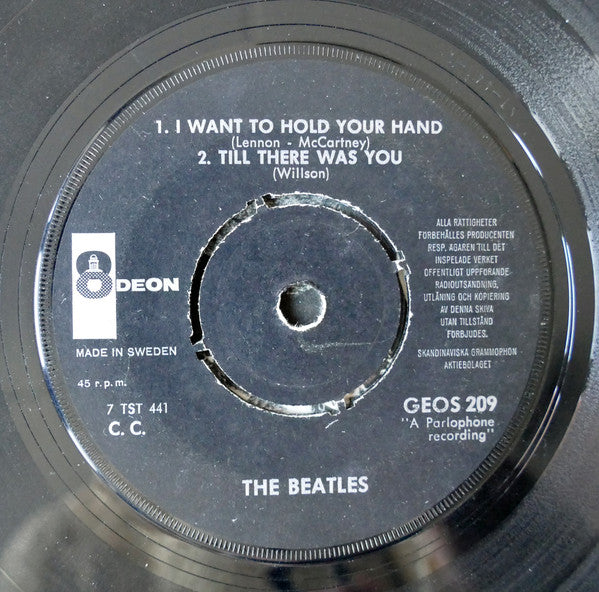 1. I WANT TO HOLD YOUR HAND
(Lennon - McCartney)
2. TILL THERE WAS YOU
(Willson)
ODEON
MADE IN SWEDEN
45 r.p.m.
7 TST 441
C. C.
ALLA RÄTTIGHETER
FÖRBEHÅLLES PRODUCENTEN
RESP. ÄGAREN TILL DET
INSPELADE VERKET
OFFENTLIGT UPPFÖRANDE
RADIOUTSÄNDNING,
UTLÅNING OCH KOPIERING
AV DENNA SKIVA
UTAN TILLSTÅND
FÖRBJUDES.
SKANDINAVISKA GRAMMOPHON
AKTIEBOLAGET
GEOS 209
"A Parlophone
recording"
THE BEATLES